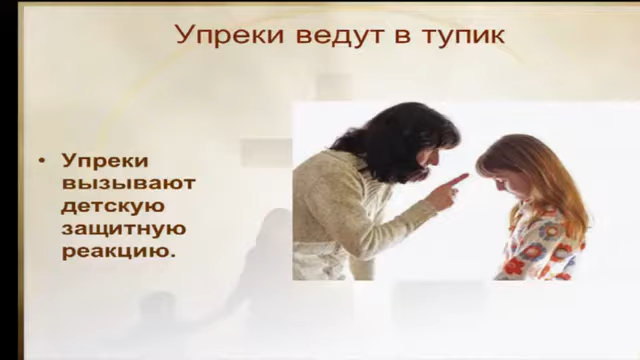 Упреки ведут в тупик
• Упреки
вызывают
детскую
защитную
реакцию.